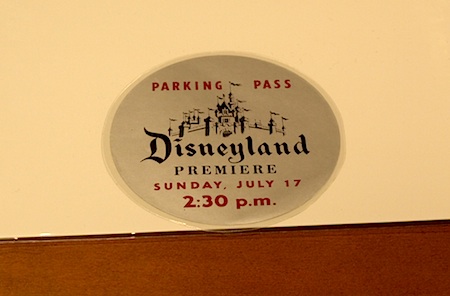 PARKING PASS
Disneyland
PREMIERE
SUNDAY, JULY 17
2:30 p.m.